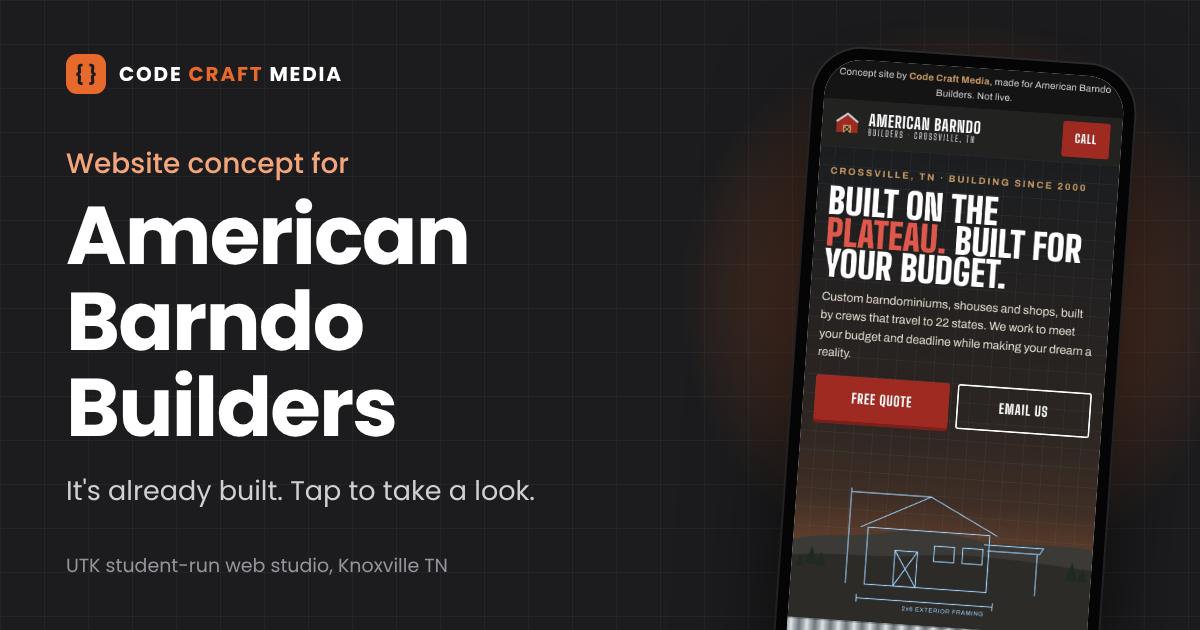 { } CODE CRAFT MEDIA
Website concept for
American
Barndo
Builders
It's already built. Tap to take a look.
UTK student-run web studio, Knoxville TN
Concept site by Code Craft Media, made for American Barndo
Builders. Not live.
AMERICAN BARNDO
BUILDERS · CROSSVILLE, TN
CALL
CROSSVILLE, TN · BUILDING SINCE 2000
BUILT ON THE
PLATEAU. BUILT FOR
YOUR BUDGET.
Custom barndominiums, shouses and shops, built
by crews that travel to 22 states. We work to meet
your budget and deadline while making your dream a
reality.
FREE QUOTE
EMAIL US
2x6 EXTERIOR FRAMING